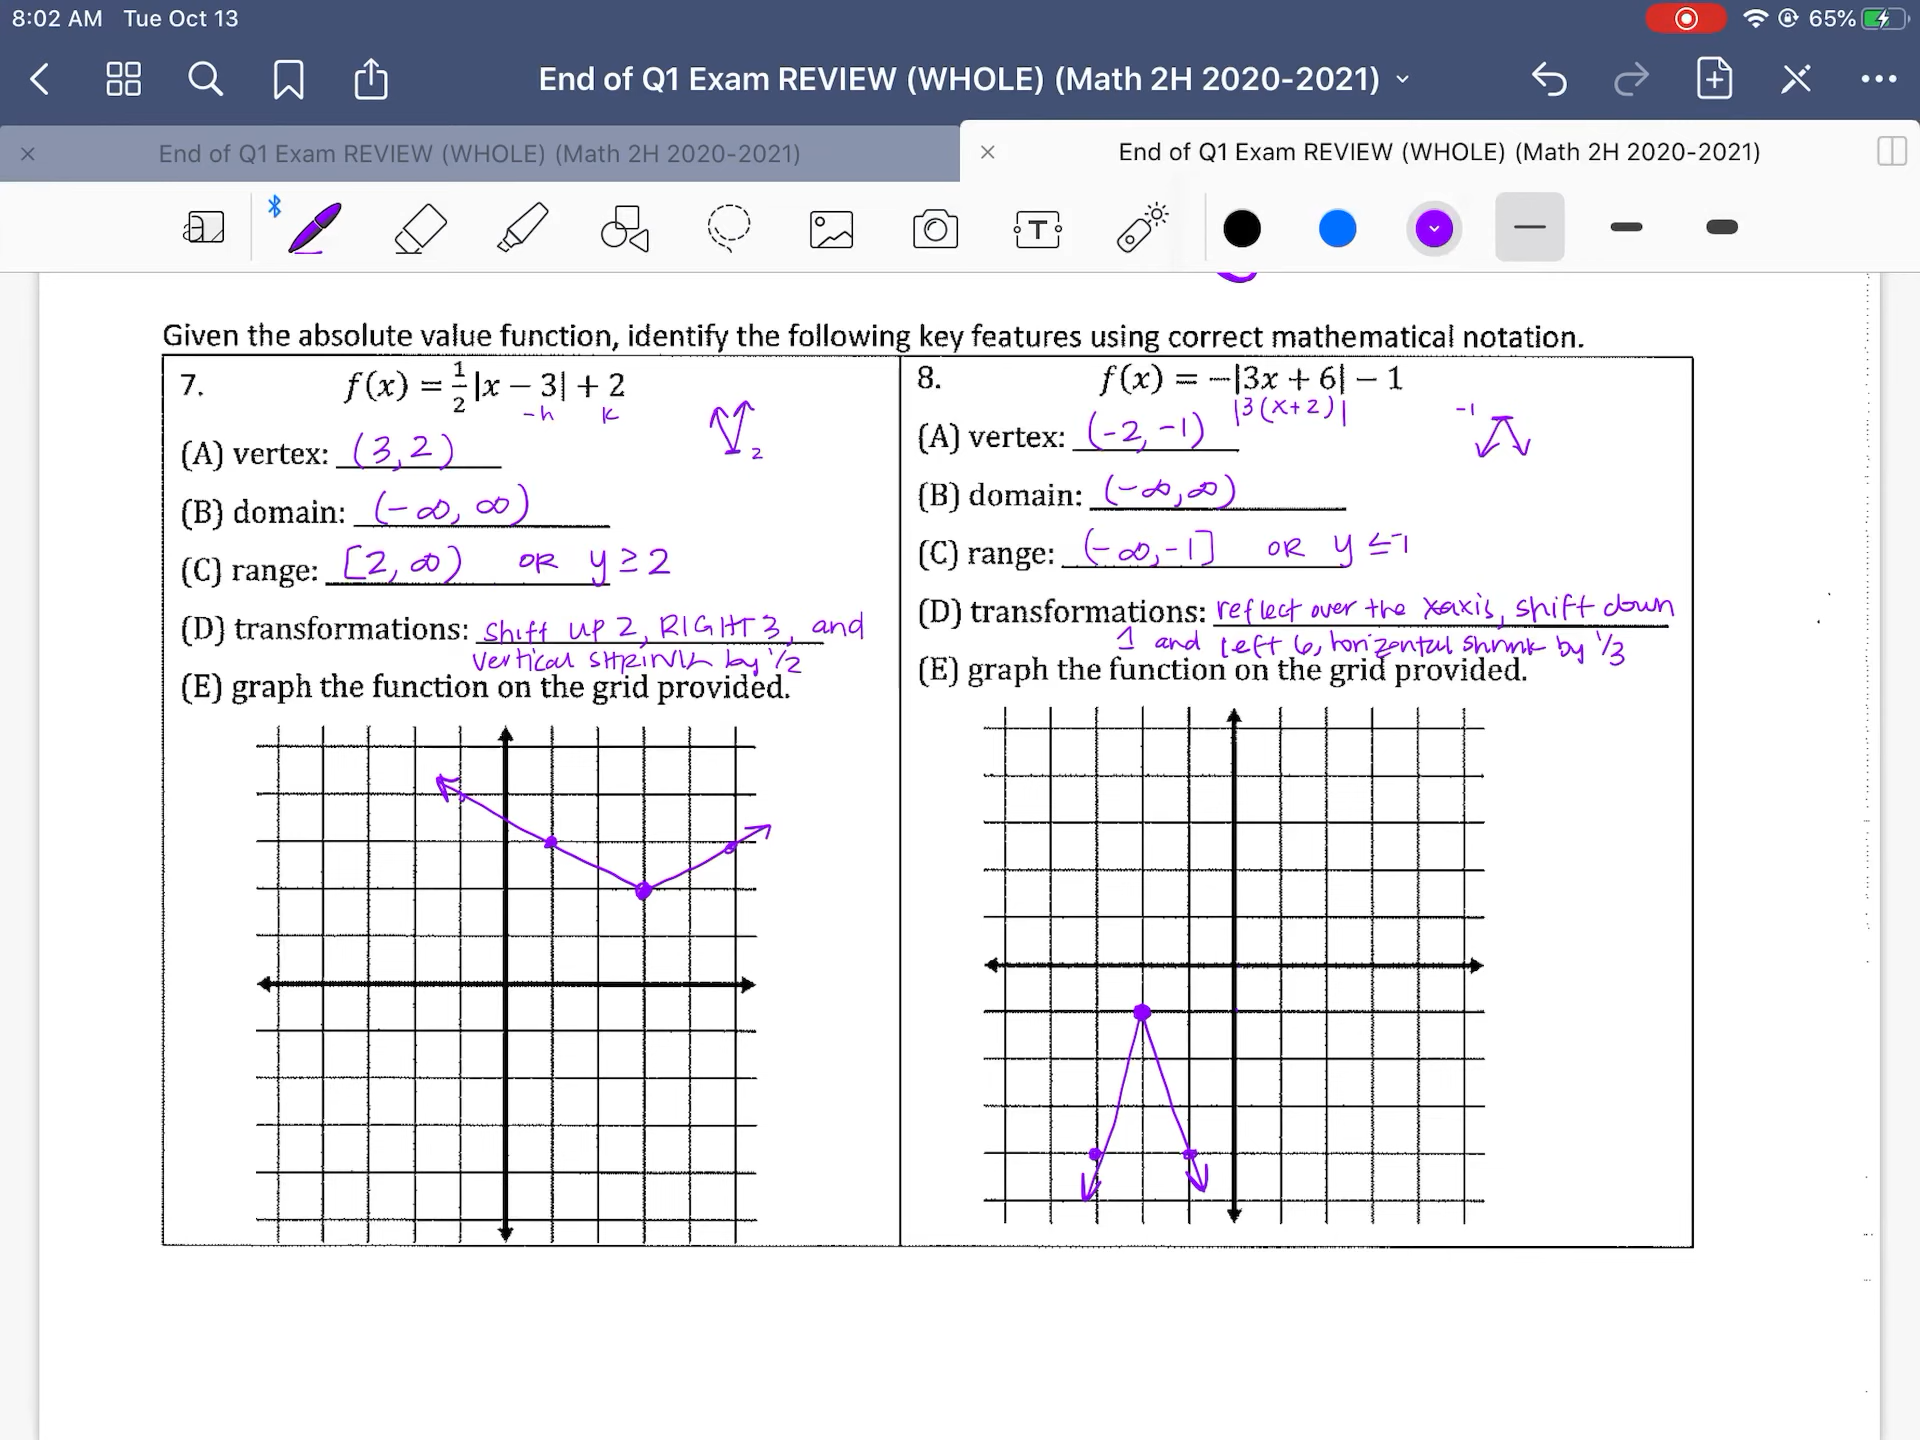 8:02 AM Tue Oct 13
65%
End of Q1 Exam REVIEW (WHOLE) (Math 2H 2020-2021)
End of Q1 Exam REVIEW (WHOLE) (Math 2H 2020-2021)
End of Q1 Exam REVIEW (WHOLE) (Math 2H 2020-2021)
T
Given the absolute value function, identify the following key features using correct mathematical notation.
7. f(x) = 1/2|x − 3| + 2
-h k
2
(A) vertex: (3,2)
(B) domain: (-∞, ∞)
(C) range: [2, ∞) OR y ≥ 2
(D) transformations: shift up 2, RIGHT 3, and
vertical SHRINK by 1/2
(E) graph the function on the grid provided.
8. f(x) = −|3x + 6| − 1
|3(x+2)|
-1
(A) vertex: (-2, -1)
(B) domain: (-∞,∞)
(C) range: (-∞,-1] OR y ≤ -1
(D) transformations: reflect over the xaxis, shift down
1 and left 6, horizontal shrink by 1/3
(E) graph the function on the grid provided.